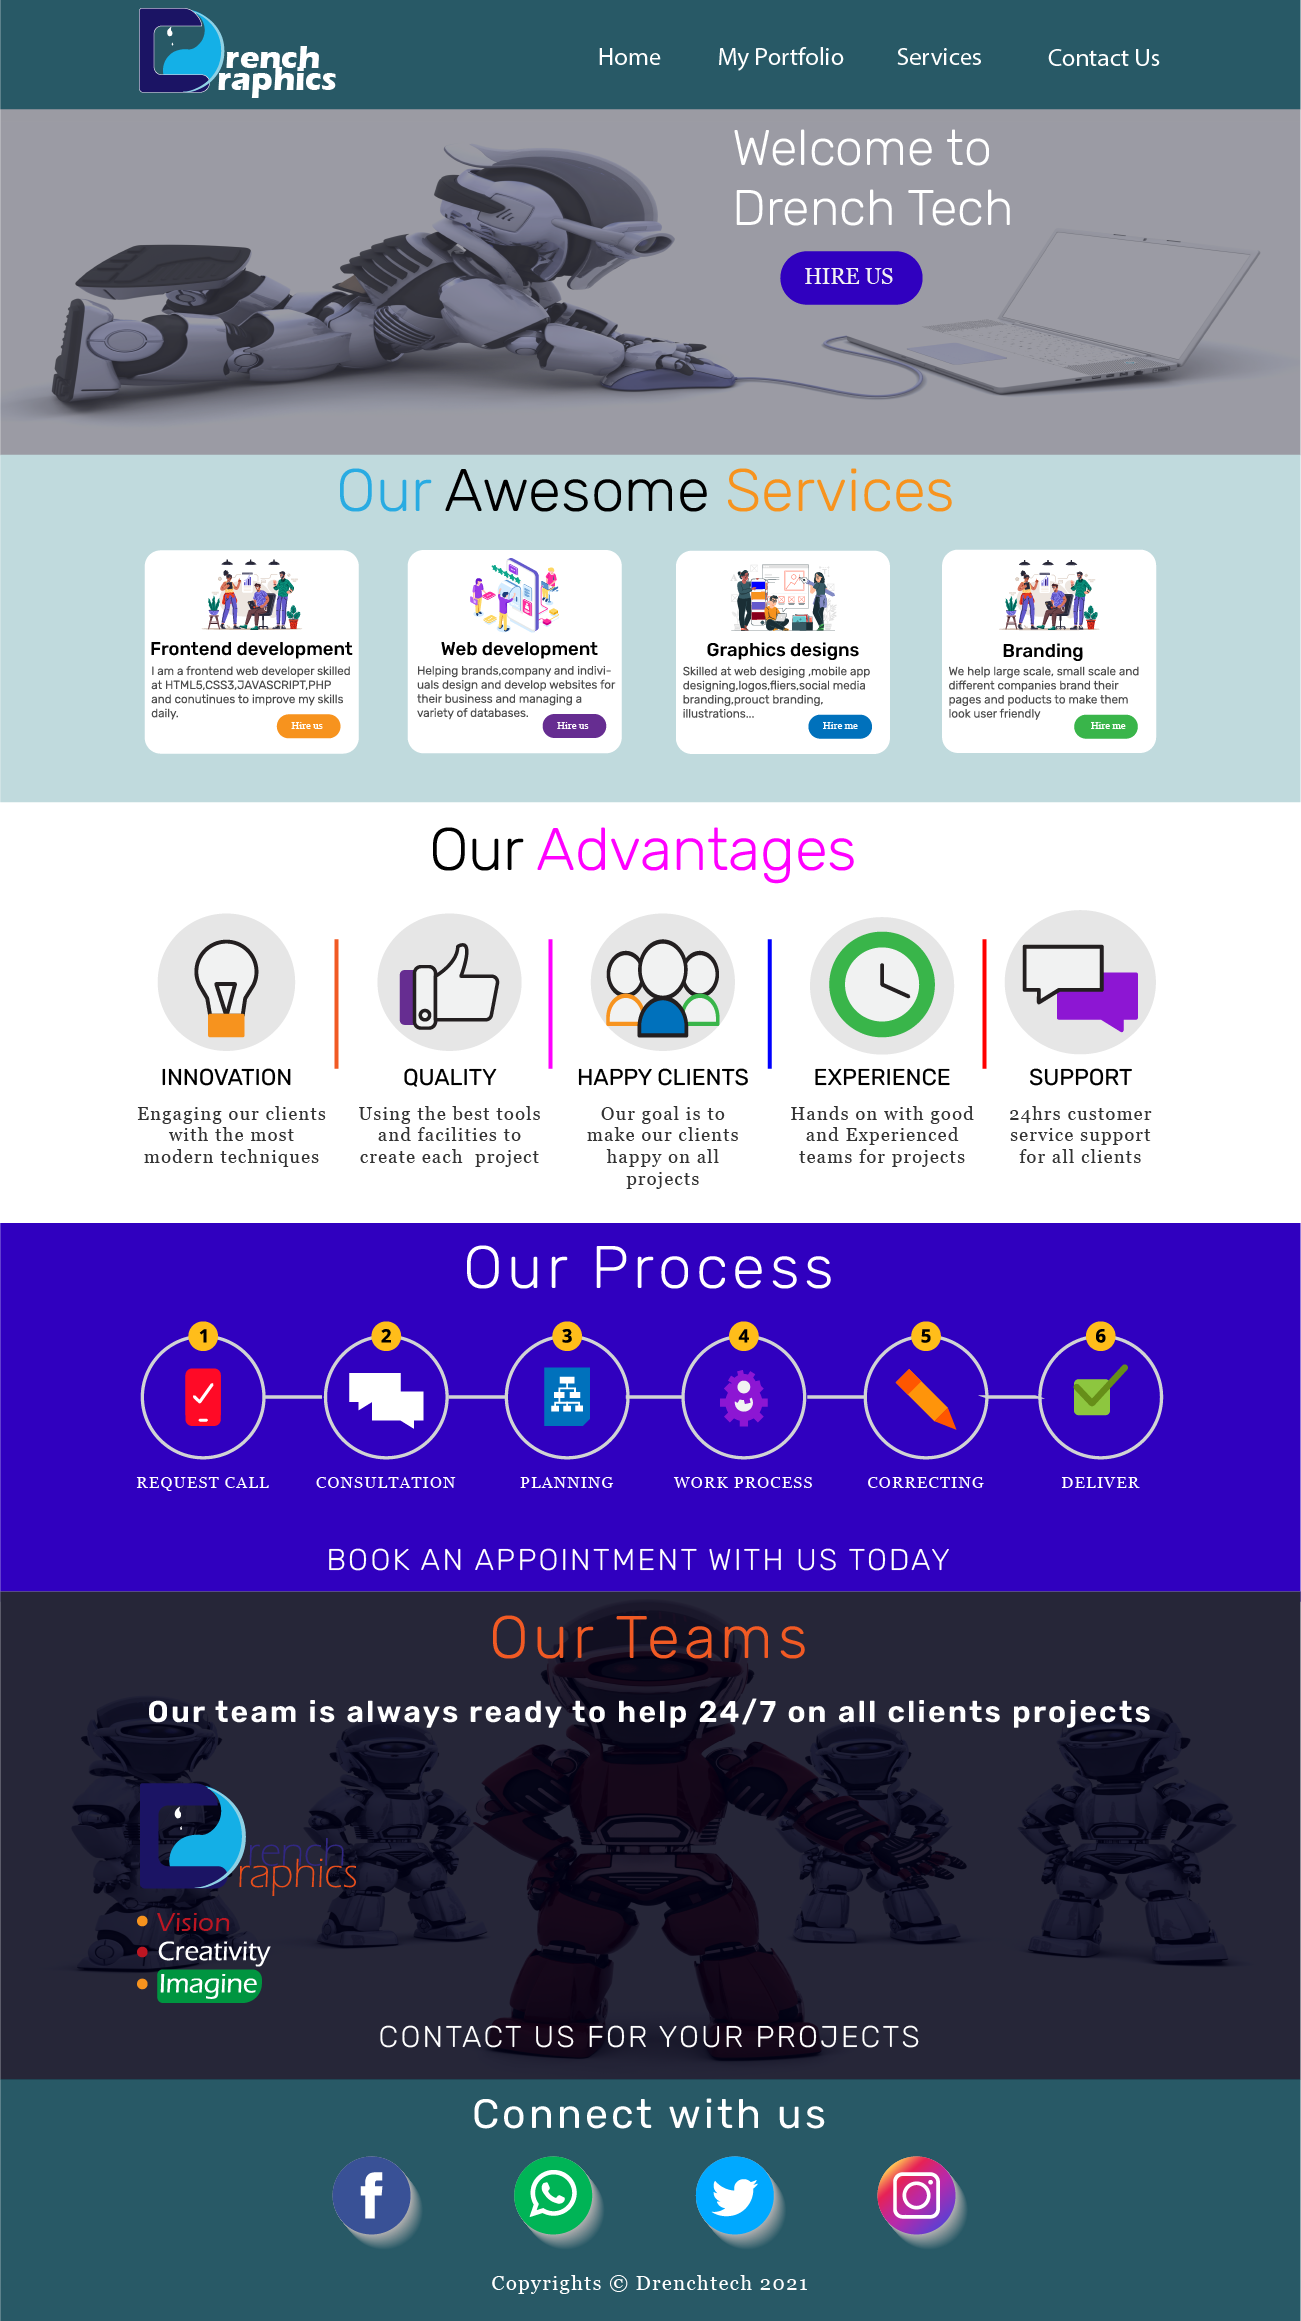 rench
raphics
Home My Portfolio Services Contact Us
Welcome to
Drench Tech
HIRE US
Our Awesome Services
Frontend development
I am a frontend web developer skilled
at HTML5,CSS3,JAVASCRIPT,PHP
and conutinues to improve my skills
daily.
Hire us
Web development
Helping brands,company and indivi-
uals design and develop websites for
their business and managing a
variety of databases.
Hire us
Graphics designs
Skilled at web desiging ,mobile app
designing,logos,fliers,social media
branding,prouct branding,
illustrations...
Hire me
Branding
We help large scale, small scale and
different companies brand their
pages and poducts to make them
look user friendly
Hire me
Our Advantages
INNOVATION
Engaging our clients
with the most
modern techniques
QUALITY
Using the best tools
and facilities to
create each project
HAPPY CLIENTS
Our goal is to
make our clients
happy on all
projects
EXPERIENCE
Hands on with good
and Experienced
teams for projects
SUPPORT
24hrs customer
service support
for all clients
Our Process
1 2 3 4 5 6
REQUEST CALL CONSULTATION PLANNING WORK PROCESS CORRECTING DELIVER
BOOK AN APPOINTMENT WITH US TODAY
Our Teams
Our team is always ready to help 24/7 on all clients projects
rench
raphics
Vision
Creativity
Imagine
CONTACT US FOR YOUR PROJECTS
Connect with us
Copyrights © Drenchtech 2021